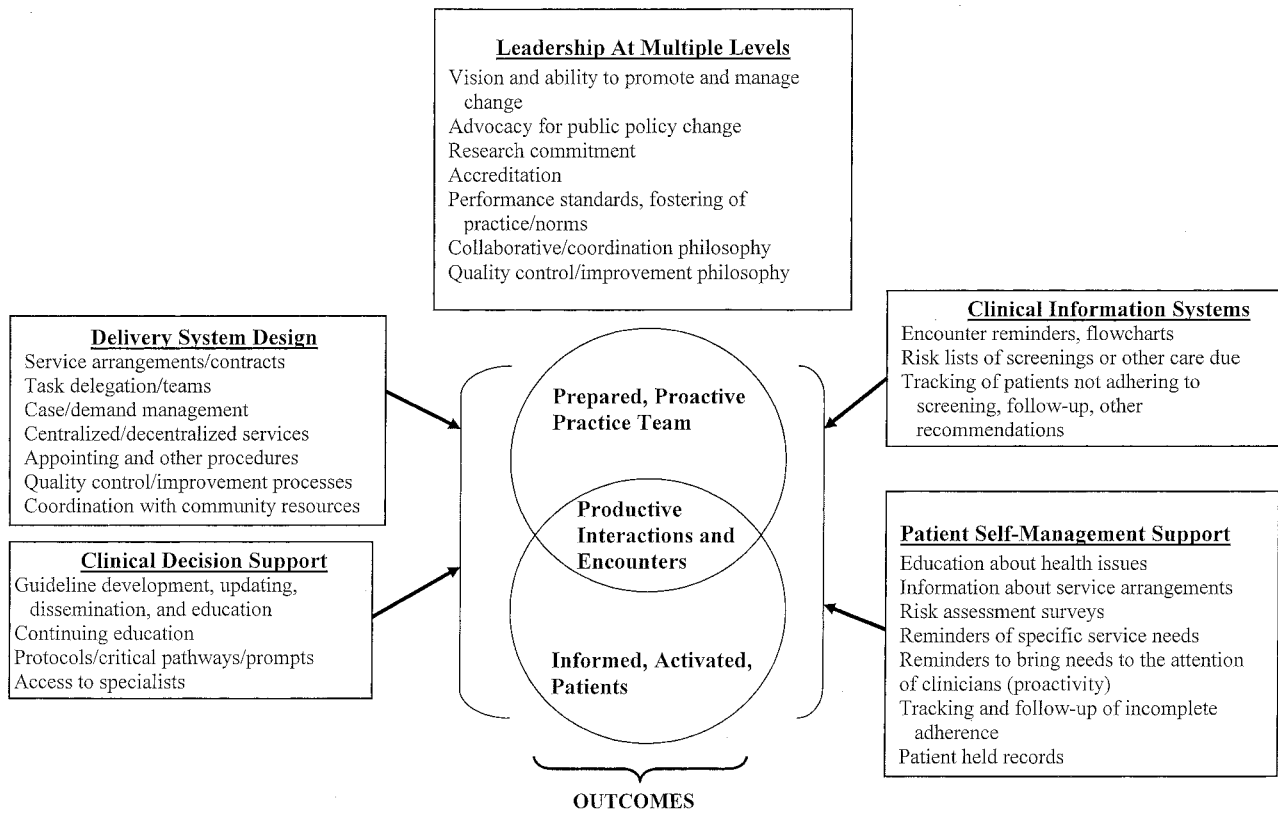 Leadership At Multiple Levels
Vision and ability to promote and manage
change
Advocacy for public policy change
Research commitment
Accreditation
Performance standards, fostering of
practice/norms
Collaborative/coordination philosophy
Quality control/improvement philosophy
Delivery System Design
Service arrangements/contracts
Task delegation/teams
Case/demand management
Centralized/decentralized services
Appointing and other procedures
Quality control/improvement processes
Coordination with community resources
Clinical Decision Support
Guideline development, updating,
dissemination, and education
Continuing education
Protocols/critical pathways/prompts
Access to specialists
Prepared, Proactive
Practice Team
Productive
Interactions and
Encounters
Informed, Activated,
Patients
OUTCOMES
Clinical Information Systems
Encounter reminders, flowcharts
Risk lists of screenings or other care due
Tracking of patients not adhering to
screening, follow-up, other
recommendations
Patient Self-Management Support
Education about health issues
Information about service arrangements
Risk assessment surveys
Reminders of specific service needs
Reminders to bring needs to the attention
of clinicians (proactivity)
Tracking and follow-up of incomplete
adherence
Patient held records